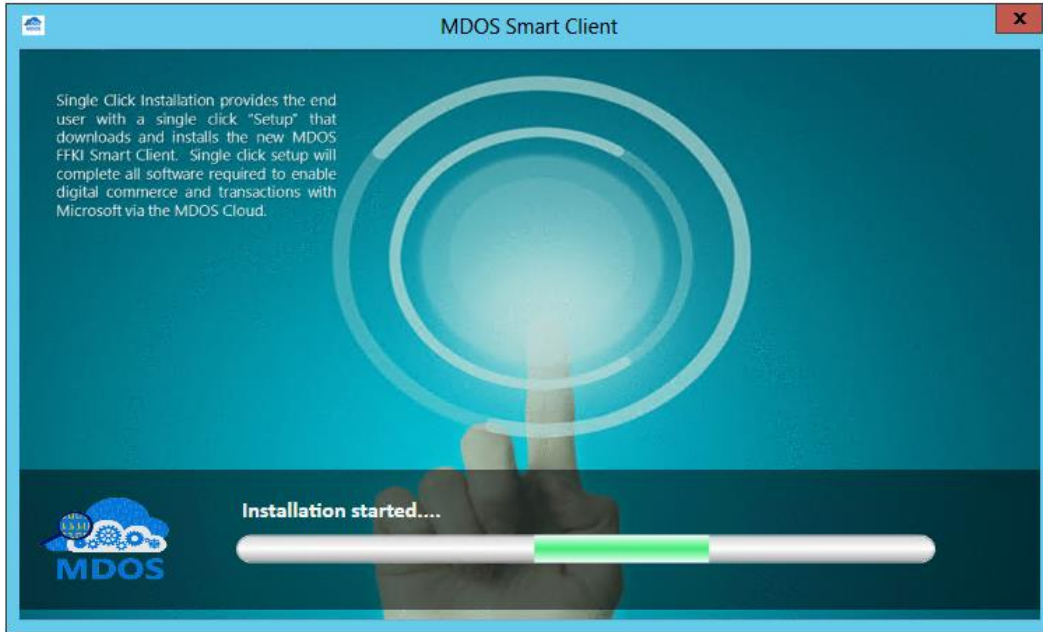 MDOS Smart Client
x
Single Click Installation provides the end
user with a single click "Setup" that
downloads and installs the new MDOS
FFKI Smart Client. Single click setup will
complete all software required to enable
digital commerce and transactions with
Microsoft via the MDOS Cloud.
Installation started....
MDOS